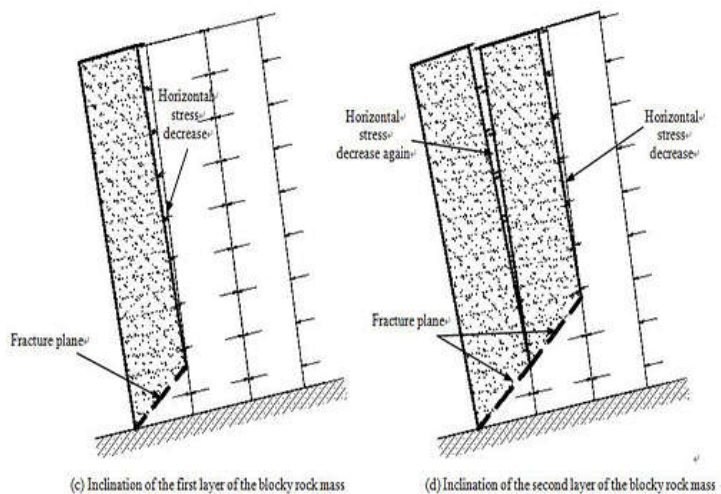 Horizontal
stress
decrease
Fracture plane
(c) Inclination of the first layer of the blocky rock mass
Horizontal
stress
decrease again
Horizontal
stress
decrease
Fracture plane
(d) Inclination of the second layer of the blocky rock mass